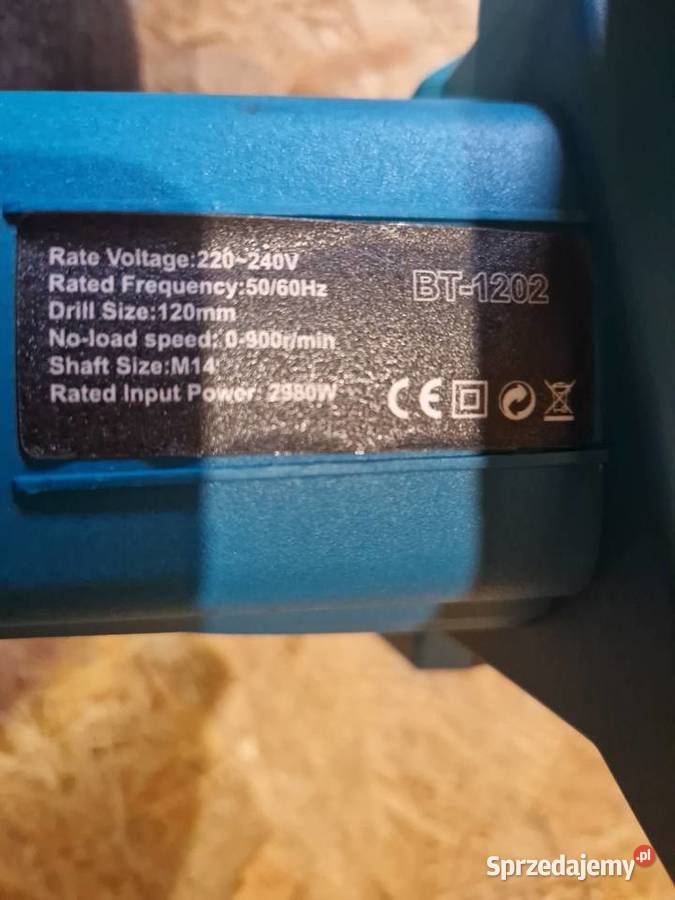 Rate Voltage:220~240V
Rated Frequency:50/60Hz
Drill Size:120mm
No-load speed: 0-900r/min
Shaft Size:M14
Rated Input Power: 2980W
BT-1202
CE
Sprzedajemy.pl